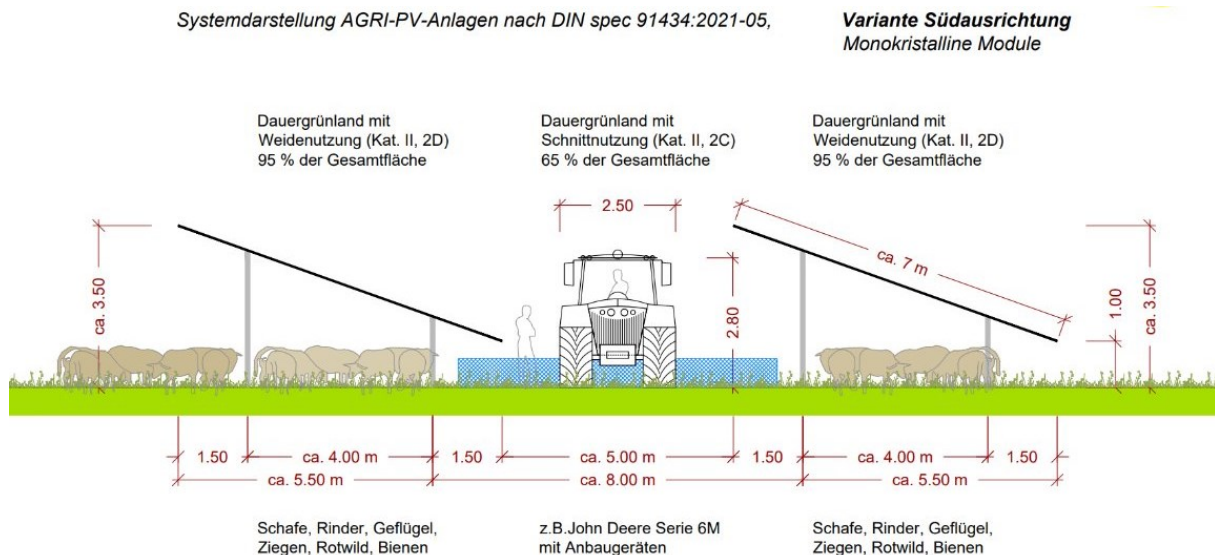 Systemdarstellung AGRI-PV-Anlagen nach DIN spec 91434:2021-05,
Variante Südausrichtung
Monokristalline Module
Dauergrünland mit
Weidenutzung (Kat. II, 2D)
95 % der Gesamtfläche
Dauergrünland mit
Schnittnutzung (Kat. II, 2C)
65 % der Gesamtfläche
Dauergrünland mit
Weidenutzung (Kat. II, 2D)
95 % der Gesamtfläche
2.50
ca. 7 m
ca. 3.50
2.80
1.00
ca. 3.50
1.50
ca. 4.00 m
1.50
ca. 5.00 m
1.50
ca. 4.00 m
1.50
ca. 5.50 m
ca. 8.00 m
ca. 5.50 m
Schafe, Rinder, Geflügel,
Ziegen, Rotwild, Bienen
z.B.John Deere Serie 6M
mit Anbaugeräten
Schafe, Rinder, Geflügel,
Ziegen, Rotwild, Bienen